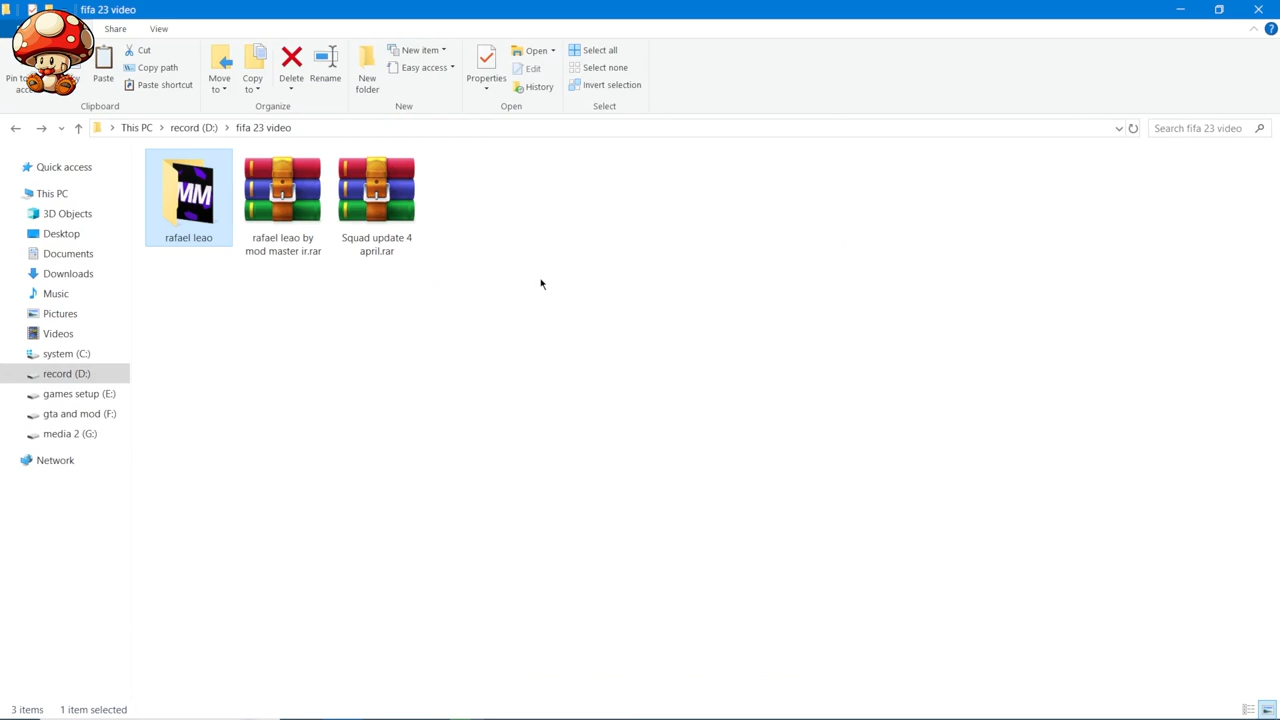 fifa 23 video
Share
View
Pin to
Paste
Cut
Copy path
Paste shortcut
Clipboard
Move
to
Copy
to
Delete
Rename
Organize
New
folder
New item
Easy access
New
Properties
Open
Edit
History
Open
Select all
Select none
Invert selection
Select
This PC
record (D:)
fifa 23 video
Search fifa 23 video
Quick access
This PC
3D Objects
Desktop
Documents
Downloads
Music
Pictures
Videos
system (C:)
record (D:)
games setup (E:)
gta and mod (F:)
media 2 (G:)
Network
MM
rafael leao
rafael leao by
mod master ir.rar
Squad update 4
april.rar
3 items
1 item selected